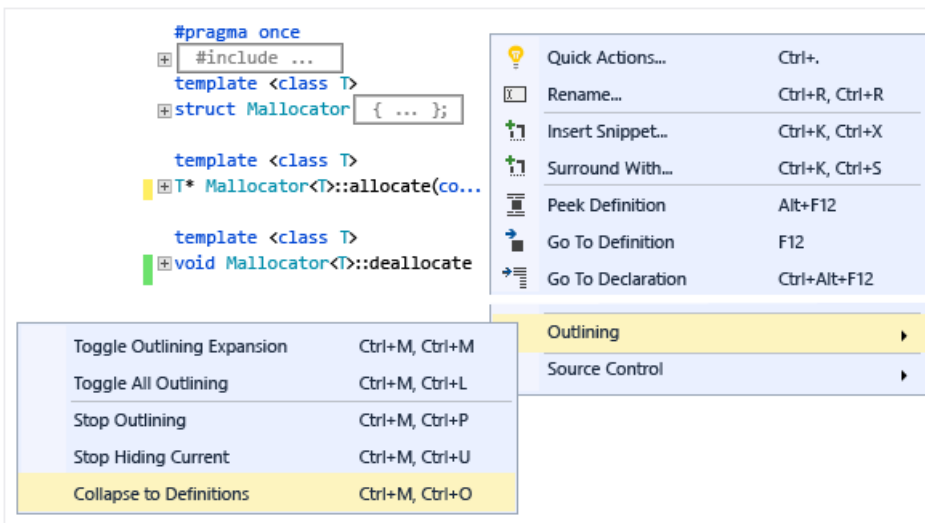 #pragma once
#include ...
template <class T>
struct Mallocator { ... };
template <class T>
T* Mallocator<T>::allocate(co...
template <class T>
void Mallocator<T>::deallocate
Quick Actions... Ctrl+.
Rename... Ctrl+R, Ctrl+R
Insert Snippet... Ctrl+K, Ctrl+X
Surround With... Ctrl+K, Ctrl+S
Peek Definition Alt+F12
Go To Definition F12
Go To Declaration Ctrl+Alt+F12
Outlining
Source Control
Toggle Outlining Expansion Ctrl+M, Ctrl+M
Toggle All Outlining Ctrl+M, Ctrl+L
Stop Outlining Ctrl+M, Ctrl+P
Stop Hiding Current Ctrl+M, Ctrl+U
Collapse to Definitions Ctrl+M, Ctrl+O